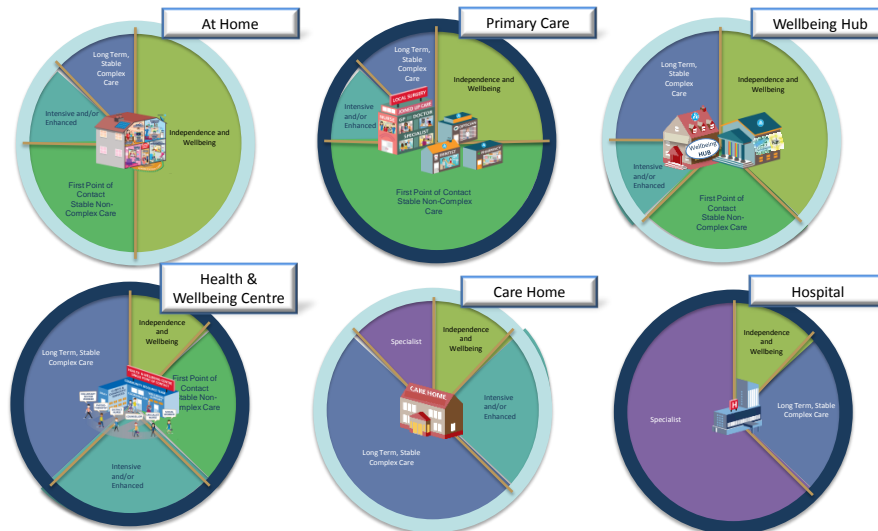 At Home
Long Term,
Stable
Complex
Care
Intensive and/or
Enhanced
Independence and
Wellbeing
First Point of
Contact
Stable Non-
Complex Care
Primary Care
Long Term,
Stable
Complex
Care
Independence and
Wellbeing
Intensive
and/or
Enhanced
LOCAL SURGERY
JOINED UP CARE
NURSE
GP
DOCTOR
SPECIALIST
DENTIST
First Point of Contact
Stable Non-Complex
Care
Wellbeing Hub
Long Term,
Stable
Complex
Care
Independence and
Wellbeing
Intensive
and/or
Enhanced
Wellbeing
HUB
First Point of
Contact
Stable Non-
Complex Care
Health &
Wellbeing Centre
Independence
and
Wellbeing
Long Term, Stable
Complex Care
First Point of
Contact
Stable Non-
Complex Care
Intensive
and/or
Enhanced
Care Home
Specialist
Independence
and
Wellbeing
Intensive
and/or
Enhanced
CARE HOME
Long Term, Stable
Complex Care
Hospital
Independence
and
Wellbeing
Specialist
H
Long Term, Stable
Complex Care